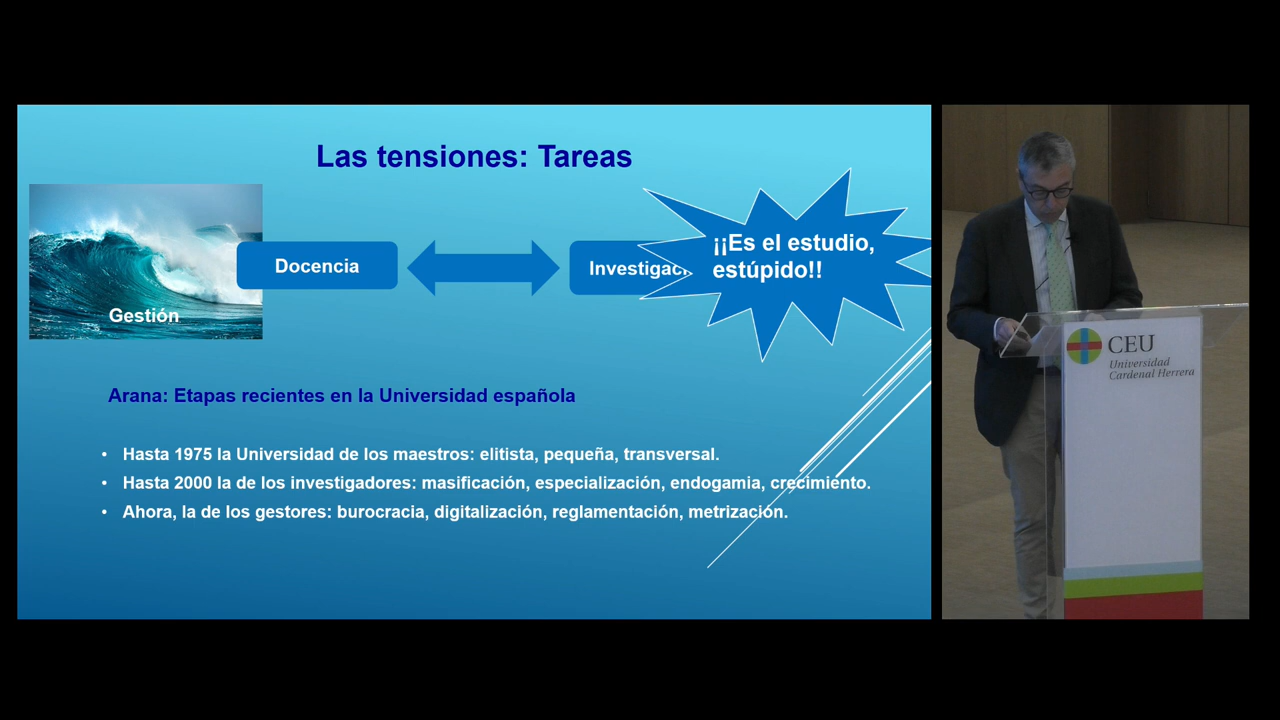 Las tensiones: Tareas
Docencia
Investigaci
¡¡Es el estudio,
estúpido!!
Gestión
Arana: Etapas recientes en la Universidad española
• Hasta 1975 la Universidad de los maestros: elitista, pequeña, transversal.
• Hasta 2000 la de los investigadores: masificación, especialización, endogamia, crecimiento.
• Ahora, la de los gestores: burocracia, digitalización, reglamentación, metrización.
CEU
Universidad
Cardenal Herrera